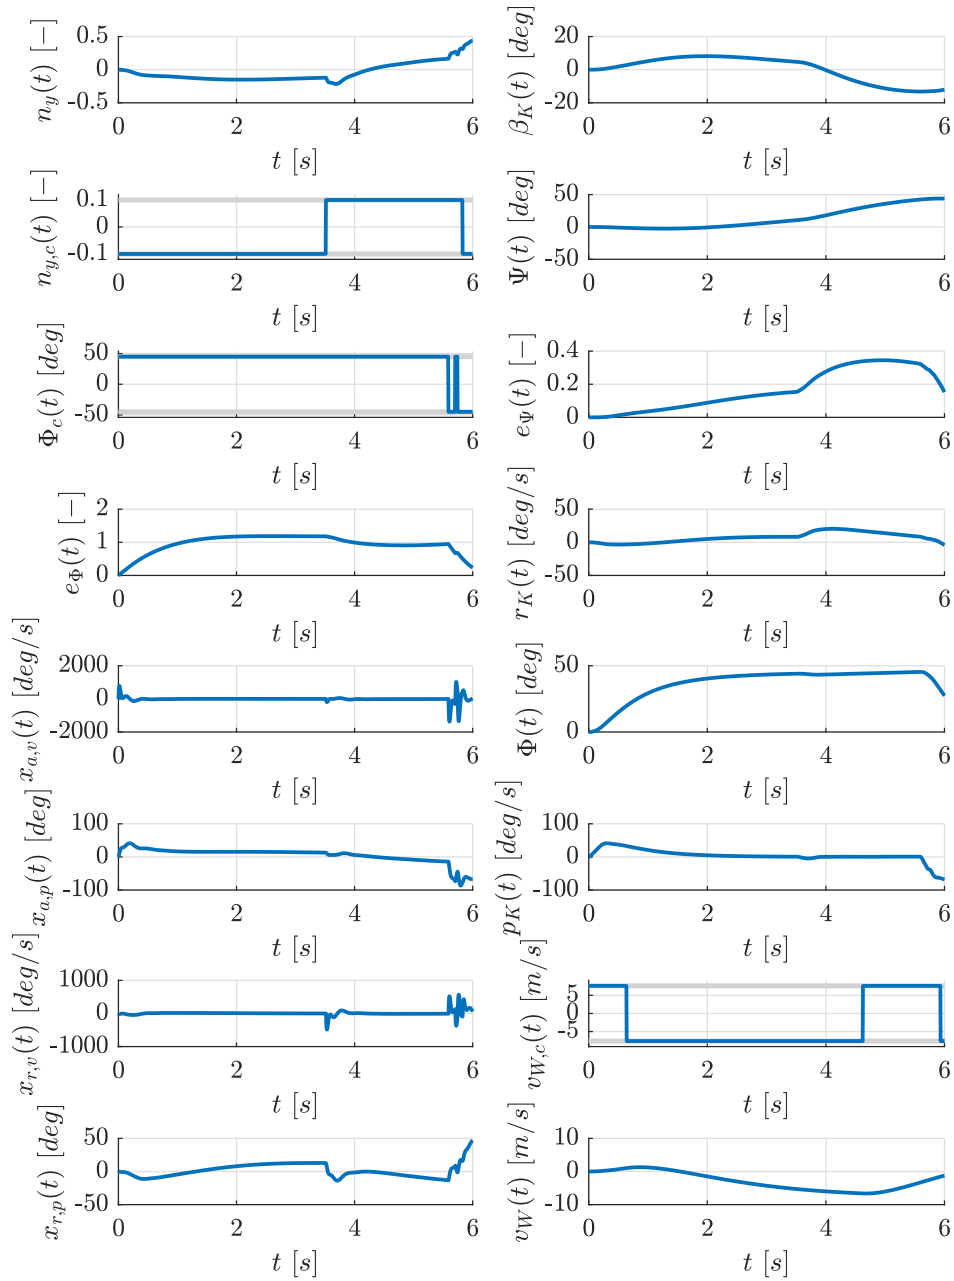 n_y(t) [−]
0.5
0
-0.5
0 2 4 6
t [s]
β_K(t) [deg]
20
0
-20
0 2 4 6
t [s]
n_{y,c}(t) [−]
0.1
0
-0.1
0 2 4 6
t [s]
Ψ(t) [deg]
50
0
-50
0 2 4 6
t [s]
Φ_c(t) [deg]
50
0
-50
0 2 4 6
t [s]
e_Ψ(t) [−]
0.4
0.2
0
0 2 4 6
t [s]
e_Φ(t) [−]
2
1
0
0 2 4 6
t [s]
r_K(t) [deg/s]
50
0
-50
0 2 4 6
t [s]
x_{a,v}(t) [deg/s]
2000
0
-2000
0 2 4 6
t [s]
Φ(t) [deg]
50
0
0 2 4 6
t [s]
x_{a,p}(t) [deg]
100
0
-100
0 2 4 6
t [s]
p_K(t) [deg/s]
100
0
-100
0 2 4 6
t [s]
x_{r,v}(t) [deg/s]
1000
0
-1000
0 2 4 6
t [s]
v_{W,c}(t) [m/s]
5
0
-5
0 2 4 6
t [s]
x_{r,p}(t) [deg]
50
0
-50
0 2 4 6
t [s]
v_W(t) [m/s]
10
0
-10
0 2 4 6
t [s]